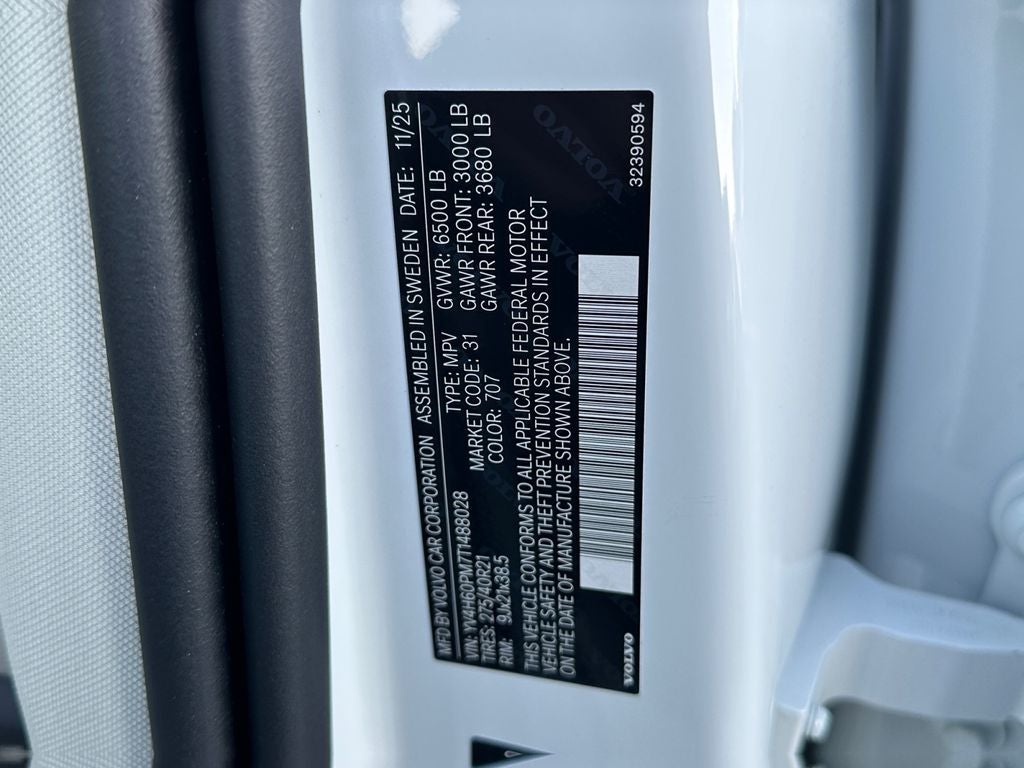 MFD BY VOLVO CAR CORPORATION ASSEMBLED IN SWEDEN DATE: 11/25
VIN: YV4H60PM7T1488028 TYPE: MPV GVWR: 6500 LB
TIRES: 275/40R21 MARKET CODE: 31 GAWR FRONT: 3000 LB
RIM: 9Jx21x38.5 COLOR: 707 GAWR REAR: 3680 LB
THIS VEHICLE CONFORMS TO ALL APPLICABLE FEDERAL MOTOR
VEHICLE SAFETY AND THEFT PREVENTION STANDARDS IN EFFECT
ON THE DATE OF MANUFACTURE SHOWN ABOVE.
VOLVO 32390594